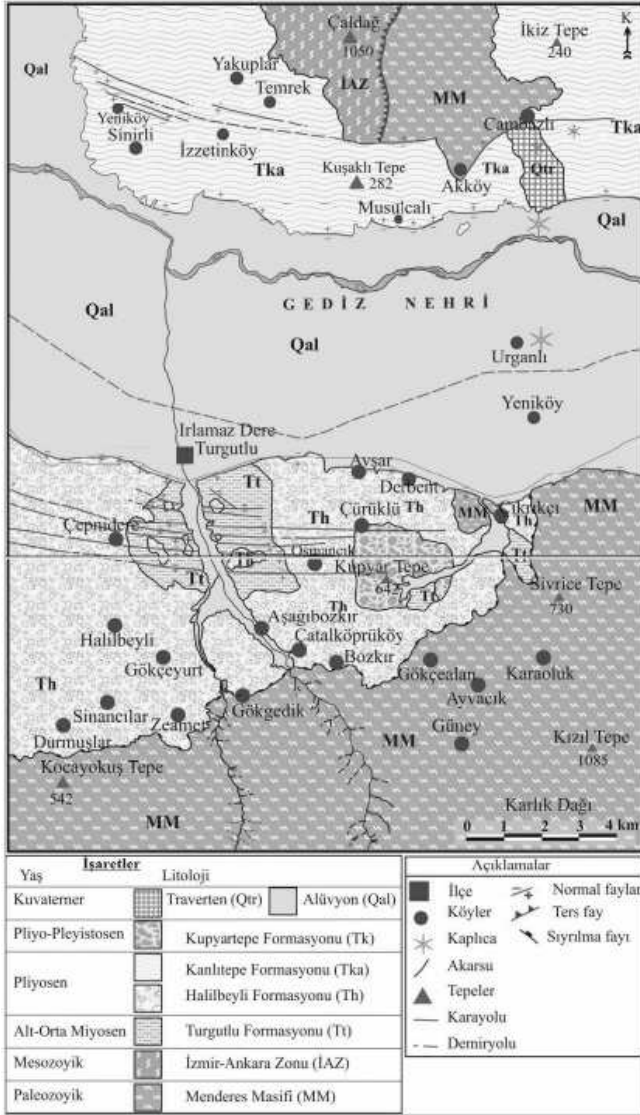 Çaldağ
1050
İkiz Tepe
240
K
Qal
Yakuplar
Temrek
İAZ
MM
Yeniköy
Sinirli
İzzetinköy
Cambazlı
Tka
Tka
Kuşaklı Tepe
282
Tka
Akköy
Qtr
Musulcalı
Qal
GEDİZ NEHRİ
Qal
Qal
Urganlı
Yeniköy
Irlamaz Dere
Turgutlu
Avşar
Derbent
Tt
Th
Th
MM
Çıkrıkçı
Th
MM
Çürüklü
Çepnidere
Th
Osmancık
Tt
Kupyar Tepe
642
Tt
Tt
Sivrice Tepe
730
Th
Halilbeyli
Aşagıbozkır
Catalköprüköy
Gökçeyurt
Bozkır
Gökçealan
Karaoluk
Th
Ayvacık
Sinancılar
Zeamet
Gökgedik
Durmuşlar
Güney
Kızıl Tepe
1085
MM
Kocayokuş Tepe
542
MM
Karlık Dağı
0 1 2 3 4 km
İşaretler
Yaş Litoloji
Kuvaterner Traverten (Qtr) Alüvyon (Qal)
Pliyo-Pleyistosen Kupyartepe Formasyonu (Tk)
Pliyosen
Kanlıtepe Formasyonu (Tka)
Halilbeyli Formasyonu (Th)
Alt-Orta Miyosen Turgutlu Formasyonu (Tt)
Mesozoyik İzmir-Ankara Zonu (İAZ)
Paleozoyik Menderes Masifi (MM)
Açıklamalar
İlçe Normal faylar
Köyler Ters fay
Kaplıca Sıyrılma fayı
Akarsu
Tepeler
Karayolu
Demiryolu